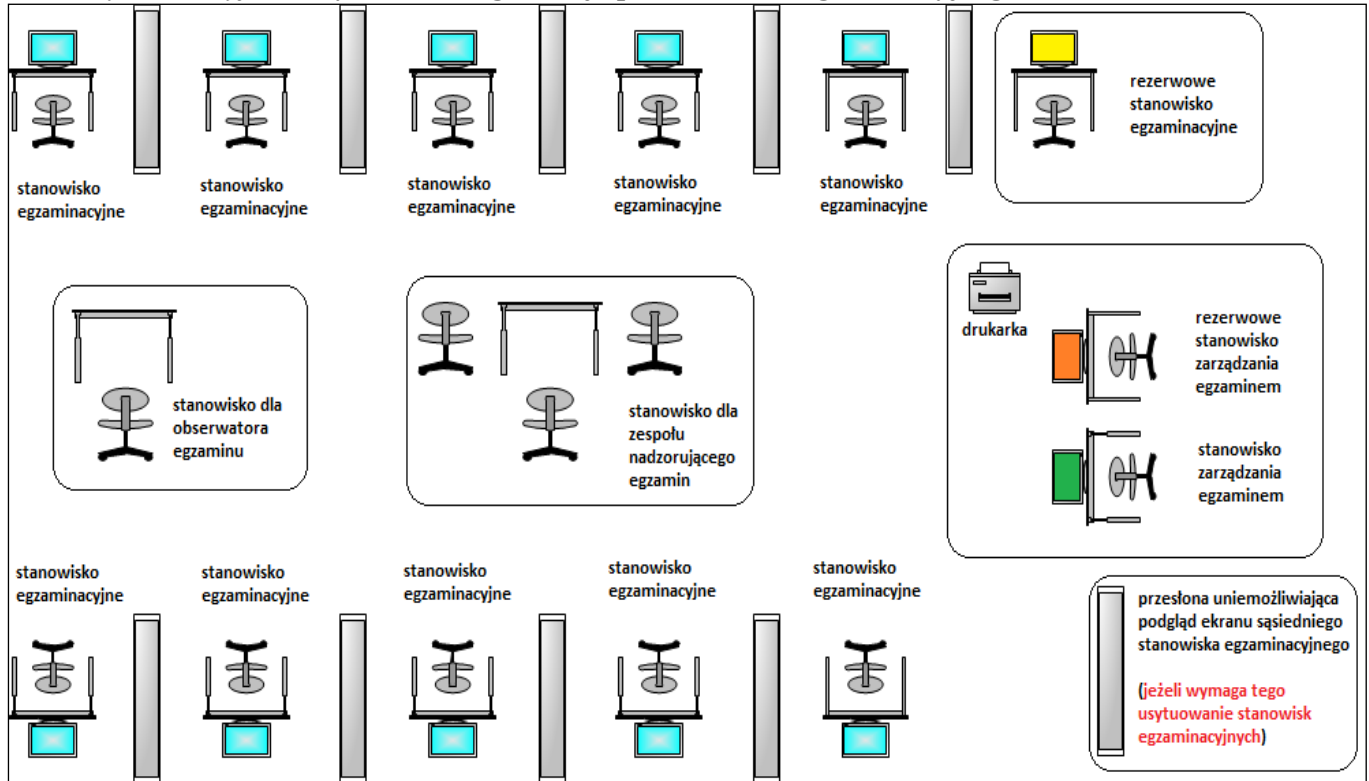 rezerwowe
stanowisko
egzaminacyjne
stanowisko
egzaminacyjne
stanowisko
egzaminacyjne
stanowisko
egzaminacyjne
stanowisko
egzaminacyjne
stanowisko
egzaminacyjne
drukarka
rezerwowe
stanowisko
zarządzania
egzaminem
stanowisko dla
obserwatora
egzaminu
stanowisko dla
zespołu
nadzorującego
egzamin
stanowisko
zarządzania
egzaminem
stanowisko
egzaminacyjne
stanowisko
egzaminacyjne
stanowisko
egzaminacyjne
stanowisko
egzaminacyjne
stanowisko
egzaminacyjne
przesłona uniemożliwiająca
podgląd ekranu sąsiedniego
stanowiska egzaminacyjnego
(jeżeli wymaga tego
usytuowanie stanowisk
egzaminacyjnych)